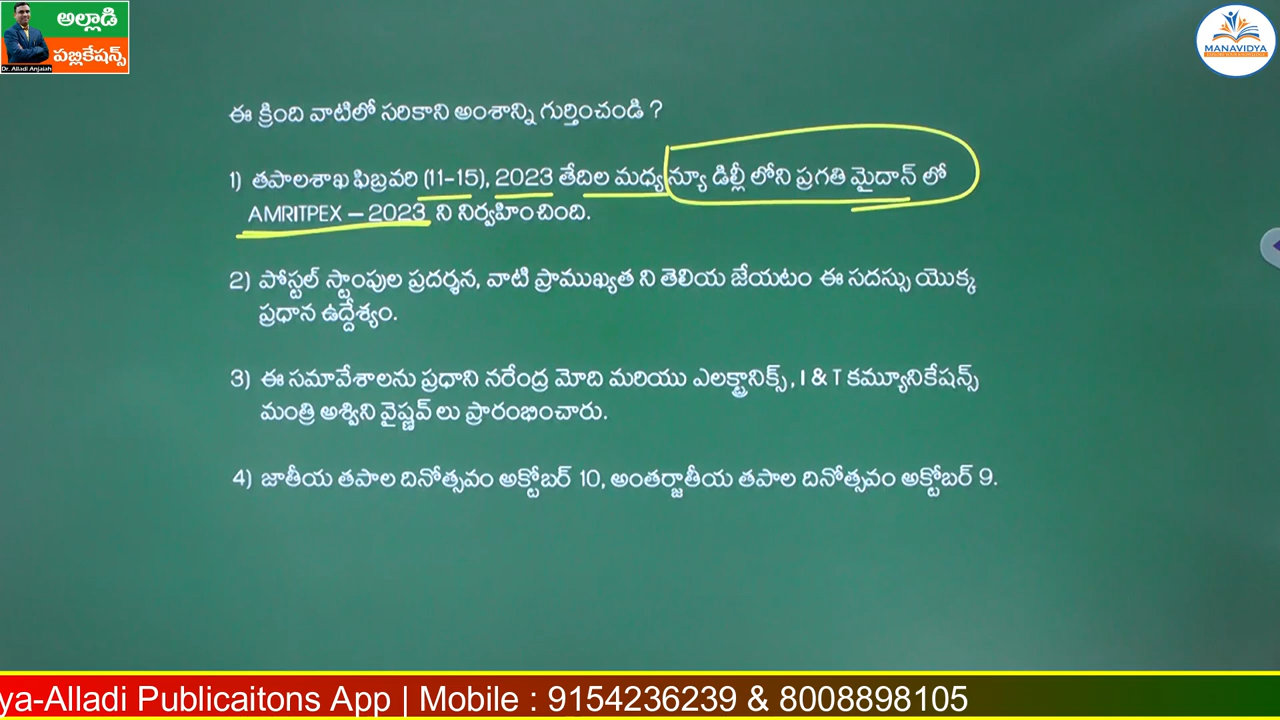 అల్లాడి
పబ్లికేషన్స్
Dr. Alladi Anjaiah
MANAVIDYA
ఈ క్రింది వాటిలో సరికాని అంశాన్ని గుర్తించండి ?
1) తపాలశాఖ ఫిబ్రవరి (11-15), 2023 తేదిల మధ్య న్యూ డిల్లీ లోని ప్రగతి మైదాన్ లో
AMRITPEX – 2023 ని నిర్వహించింది.
2) పోస్టల్ స్టాంపుల ప్రదర్శన, వాటి ప్రాముఖ్యత ని తెలియ జేయటం ఈ సదస్సు యొక్క
ప్రధాన ఉద్దేశ్యం.
3) ఈ సమావేశాలను ప్రధాని నరేంద్ర మోది మరియు ఎలక్ట్రానిక్స్, I & T కమ్యూనికేషన్స్
మంత్రి అశ్విని వైష్ణవ్ లు ప్రారంభించారు.
4) జాతీయ తపాల దినోత్సవం అక్టోబర్ 10, అంతర్జాతీయ తపాల దినోత్సవం అక్టోబర్ 9.
ya-Alladi Publicaitons App | Mobile : 9154236239 & 8008898105